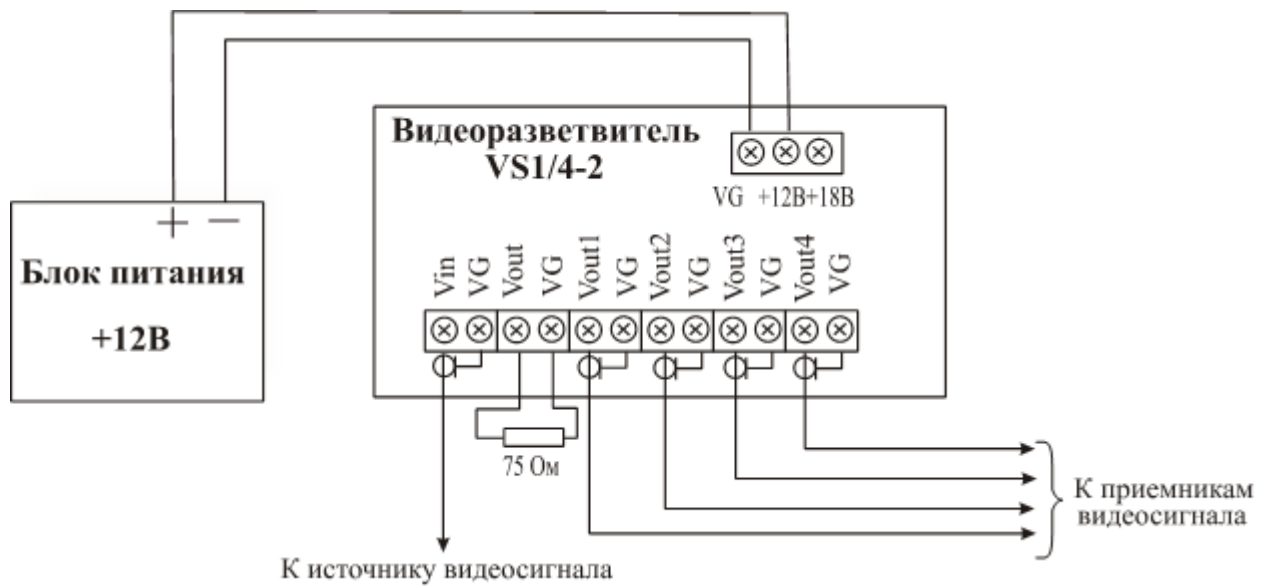 Видеоразветвитель
VS1/4-2
VG +12В+18В
+ −
Блок питания
+12В
Vin VG Vout VG Vout1 VG Vout2 VG Vout3 VG Vout4 VG
75 Ом
К приемникам
видеосигнала
К источнику видеосигнала